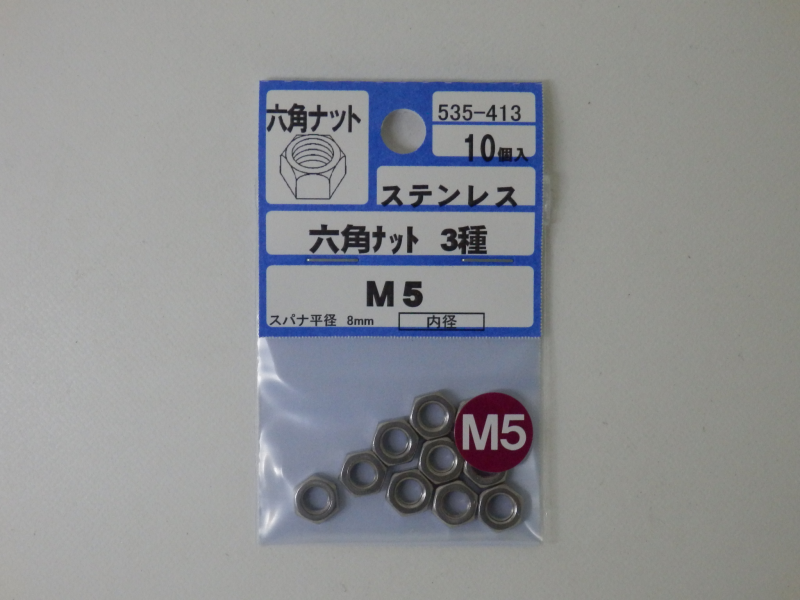 六角ナット
535-413
10個入
ステンレス
六角ﾅｯﾄ 3種
M5
スパナ平径 8mm
内径
M5